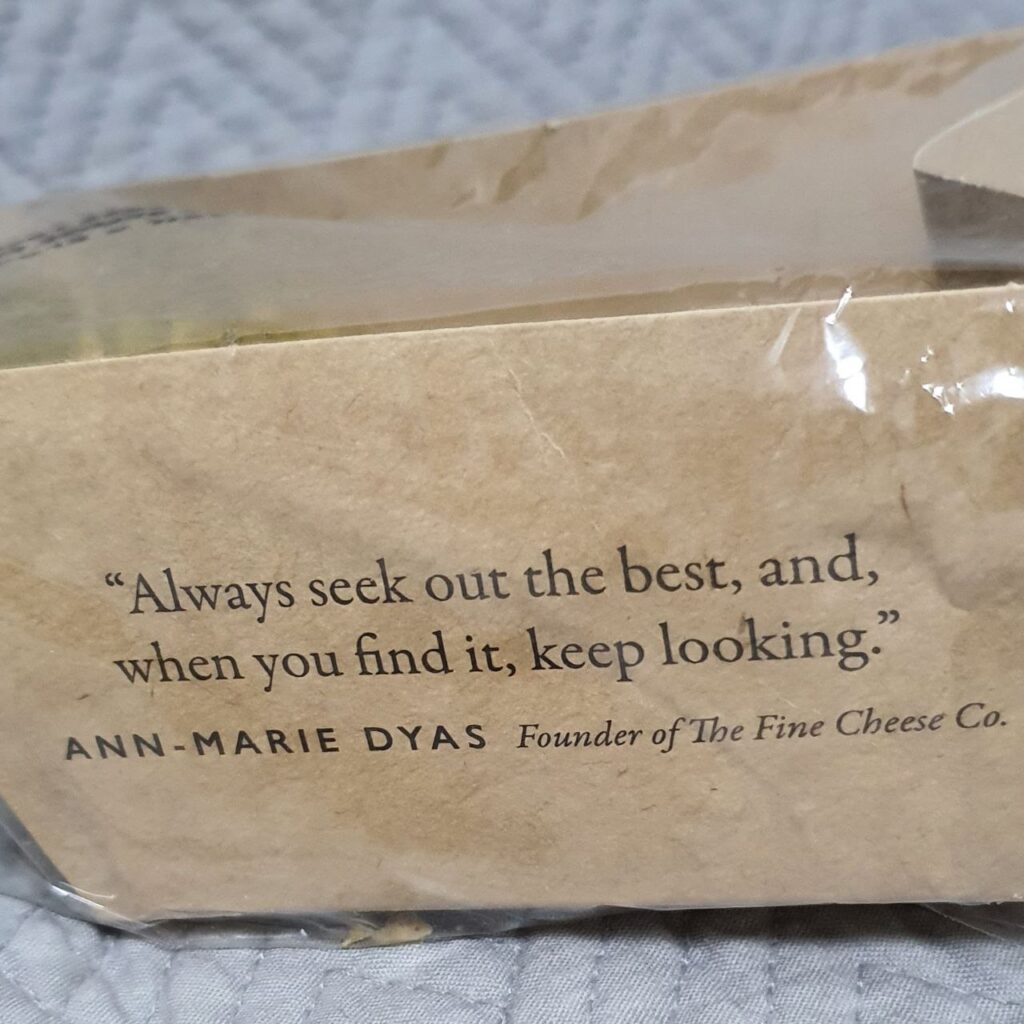 “Always seek out the best, and,
when you find it, keep looking.”
ANN-MARIE DYAS Founder of The Fine Cheese Co.